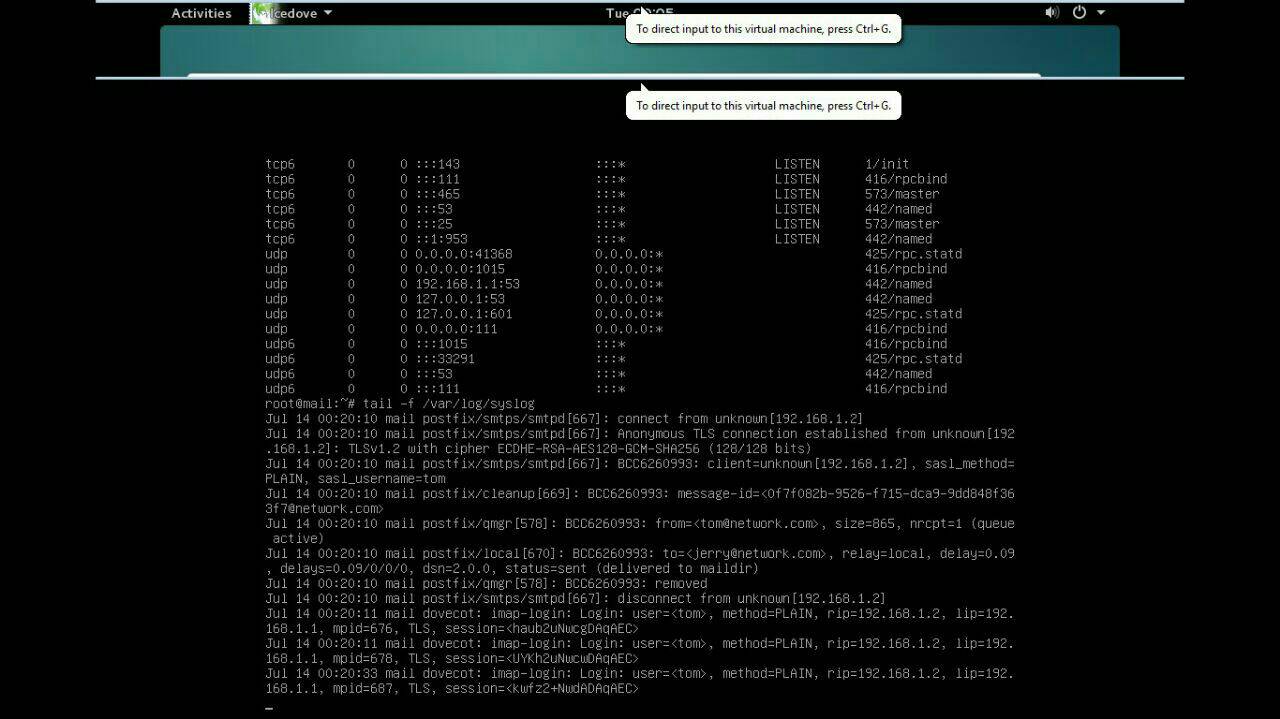 Activities Icedove Tue
To direct input to this virtual machine, press Ctrl+G.
To direct input to this virtual machine, press Ctrl+G.
tcp6 0 0 :::143 :::* LISTEN 1/init
tcp6 0 0 :::111 :::* LISTEN 416/rpcbind
tcp6 0 0 :::465 :::* LISTEN 573/master
tcp6 0 0 :::53 :::* LISTEN 442/named
tcp6 0 0 :::25 :::* LISTEN 573/master
tcp6 0 0 ::1:953 :::* LISTEN 442/named
udp 0 0 0.0.0.0:41368 0.0.0.0:* 425/rpc.statd
udp 0 0 0.0.0.0:1015 0.0.0.0:* 416/rpcbind
udp 0 0 192.168.1.1:53 0.0.0.0:* 442/named
udp 0 0 127.0.0.1:53 0.0.0.0:* 442/named
udp 0 0 127.0.0.1:601 0.0.0.0:* 425/rpc.statd
udp 0 0 0.0.0.0:111 0.0.0.0:* 416/rpcbind
udp6 0 0 :::1015 :::* 416/rpcbind
udp6 0 0 :::33291 :::* 425/rpc.statd
udp6 0 0 :::53 :::* 442/named
udp6 0 0 :::111 :::* 416/rpcbind
root@mail:~# tail -f /var/log/syslog
Jul 14 00:20:10 mail postfix/smtps/smtpd[667]: connect from unknown[192.168.1.2]
Jul 14 00:20:10 mail postfix/smtps/smtpd[667]: Anonymous TLS connection established from unknown[192
.168.1.2]: TLSv1.2 with cipher ECDHE-RSA-AES128-GCM-SHA256 (128/128 bits)
Jul 14 00:20:10 mail postfix/smtps/smtpd[667]: BCC6260993: client=unknown[192.168.1.2], sasl_method=
PLAIN, sasl_username=tom
Jul 14 00:20:10 mail postfix/cleanup[669]: BCC6260993: message-id=<0f7f082b-9526-f715-dca9-9dd848f36
3f7@network.com>
Jul 14 00:20:10 mail postfix/qmgr[578]: BCC6260993: from=<tom@network.com>, size=865, nrcpt=1 (queue
active)
Jul 14 00:20:10 mail postfix/local[670]: BCC6260993: to=<jerry@network.com>, relay=local, delay=0.09
, delays=0.09/0/0/0, dsn=2.0.0, status=sent (delivered to maildir)
Jul 14 00:20:10 mail postfix/qmgr[578]: BCC6260993: removed
Jul 14 00:20:10 mail postfix/smtps/smtpd[667]: disconnect from unknown[192.168.1.2]
Jul 14 00:20:11 mail dovecot: imap-login: Login: user=<tom>, method=PLAIN, rip=192.168.1.2, lip=192.
168.1.1, mpid=676, TLS, session=<haub2uNwcgDAqAEC>
Jul 14 00:20:11 mail dovecot: imap-login: Login: user=<tom>, method=PLAIN, rip=192.168.1.2, lip=192.
168.1.1, mpid=678, TLS, session=<UYKh2uNwcwDAqAEC>
Jul 14 00:20:33 mail dovecot: imap-login: Login: user=<tom>, method=PLAIN, rip=192.168.1.2, lip=192.
168.1.1, mpid=687, TLS, session=<kwfz2+NwdADAqAEC>